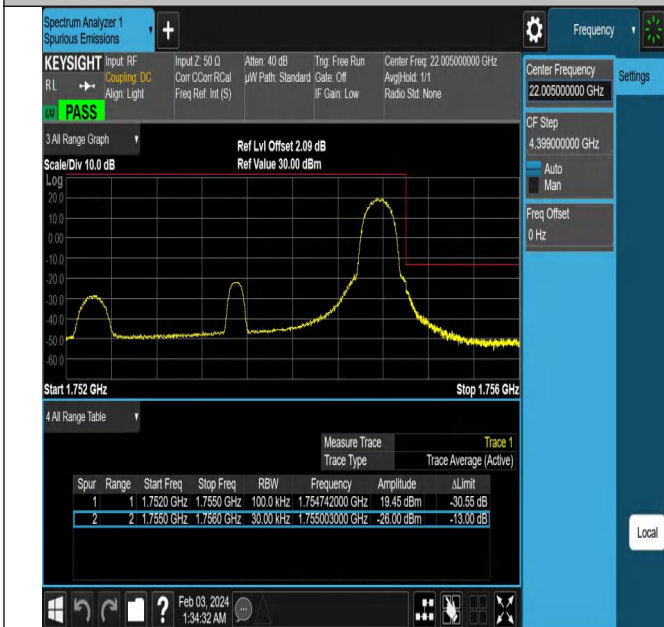 Spectrum Analyzer 1
Spurious Emissions
Frequency
KEYSIGHT
RL
Input: RF
Coupling: DC
Align: Light
Input Z: 50 Ω
Corr CCorr RCal
Freq Ref: Int (S)
Atten: 40 dB
µW Path: Standard
Trig: Free Run
Gate: Off
IF Gain: Low
Center Freq: 22.005000000 GHz
Avg|Hold: 1/1
Radio Std: None
PASS
Center Frequency
22.005000000 GHz
Settings
CF Step
4.399000000 GHz
Auto
Man
Freq Offset
0 Hz
3 All Range Graph
Ref Lvl Offset 2.09 dB
Scale/Div 10.0 dB
Ref Value 30.00 dBm
Log
20.0
10.0
0.00
-10.0
-20.0
-30.0
-40.0
-50.0
-60.0
Start 1.752 GHz
Stop 1.756 GHz
4 All Range Table
Measure Trace Trace 1
Trace Type Trace Average (Active)
Spur Range Start Freq Stop Freq RBW Frequency Amplitude ΔLimit
1 1 1.7520 GHz 1.7550 GHz 100.0 kHz 1.754742000 GHz 19.45 dBm -30.55 dB
2 2 1.7550 GHz 1.7560 GHz 30.00 kHz 1.755003000 GHz -26.00 dBm -13.00 dB
Local
?
Feb 03, 2024
1:34:32 AM